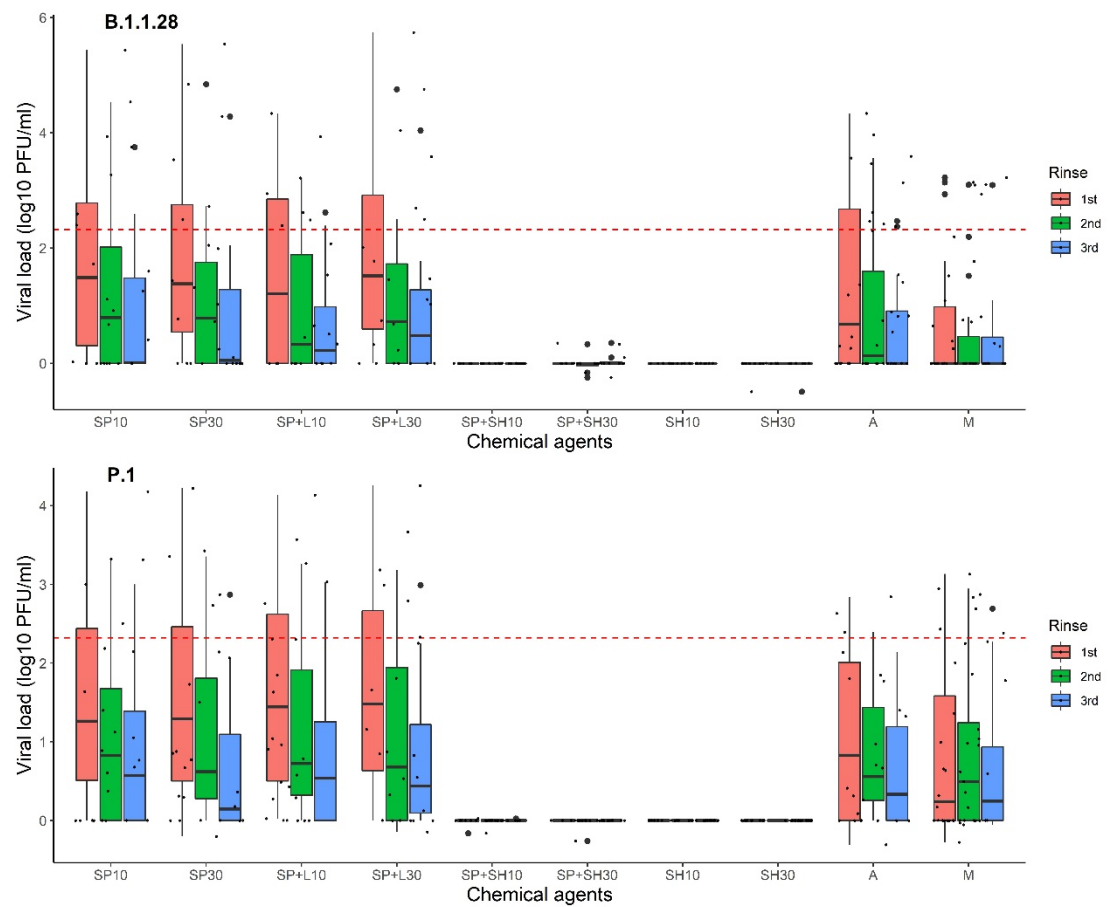 B.1.1.28
Viral load (log10 PFU/ml)
6
4
2
0
SP10 SP30 SP+L10 SP+L30 SP+SH10 SP+SH30 SH10 SH30 A M
Chemical agents
Rinse
1st
2nd
3rd
P.1
Viral load (log10 PFU/ml)
4
3
2
1
0
SP10 SP30 SP+L10 SP+L30 SP+SH10 SP+SH30 SH10 SH30 A M
Chemical agents
Rinse
1st
2nd
3rd